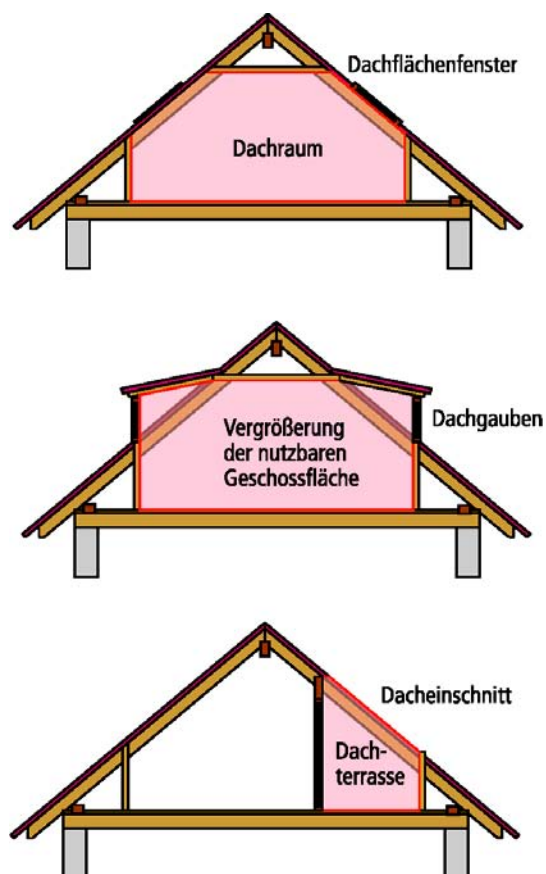 Dachflächenfenster
Dachraum
Dachgauben
Vergrößerung
der nutzbaren
Geschossfläche
Dacheinschnitt
Dach-
terrasse